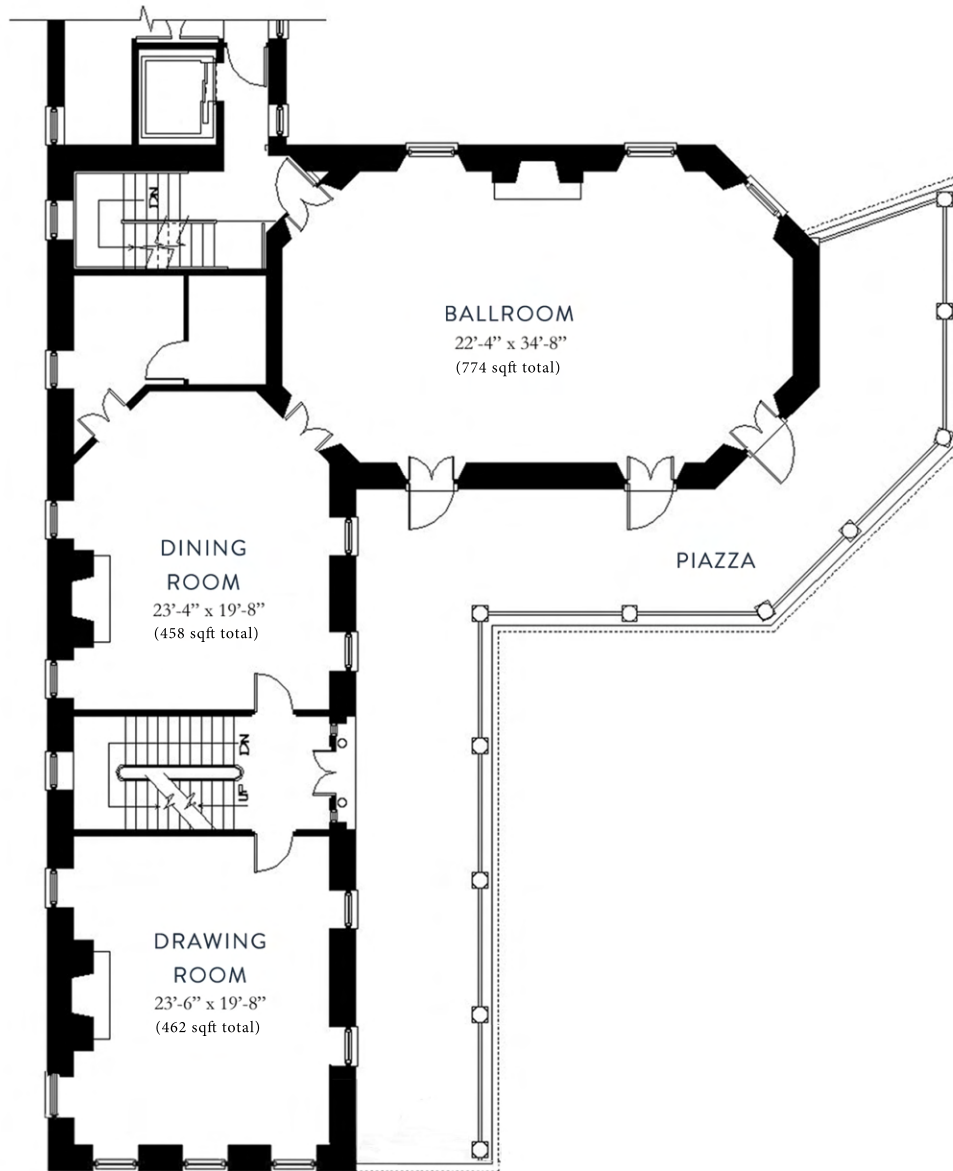 DN
BALLROOM
22'-4" x 34'-8"
(774 sqft total)
DINING
ROOM
23'-4" x 19'-8"
(458 sqft total)
PIAZZA
DN
UP
DRAWING
ROOM
23'-6" x 19'-8"
(462 sqft total)